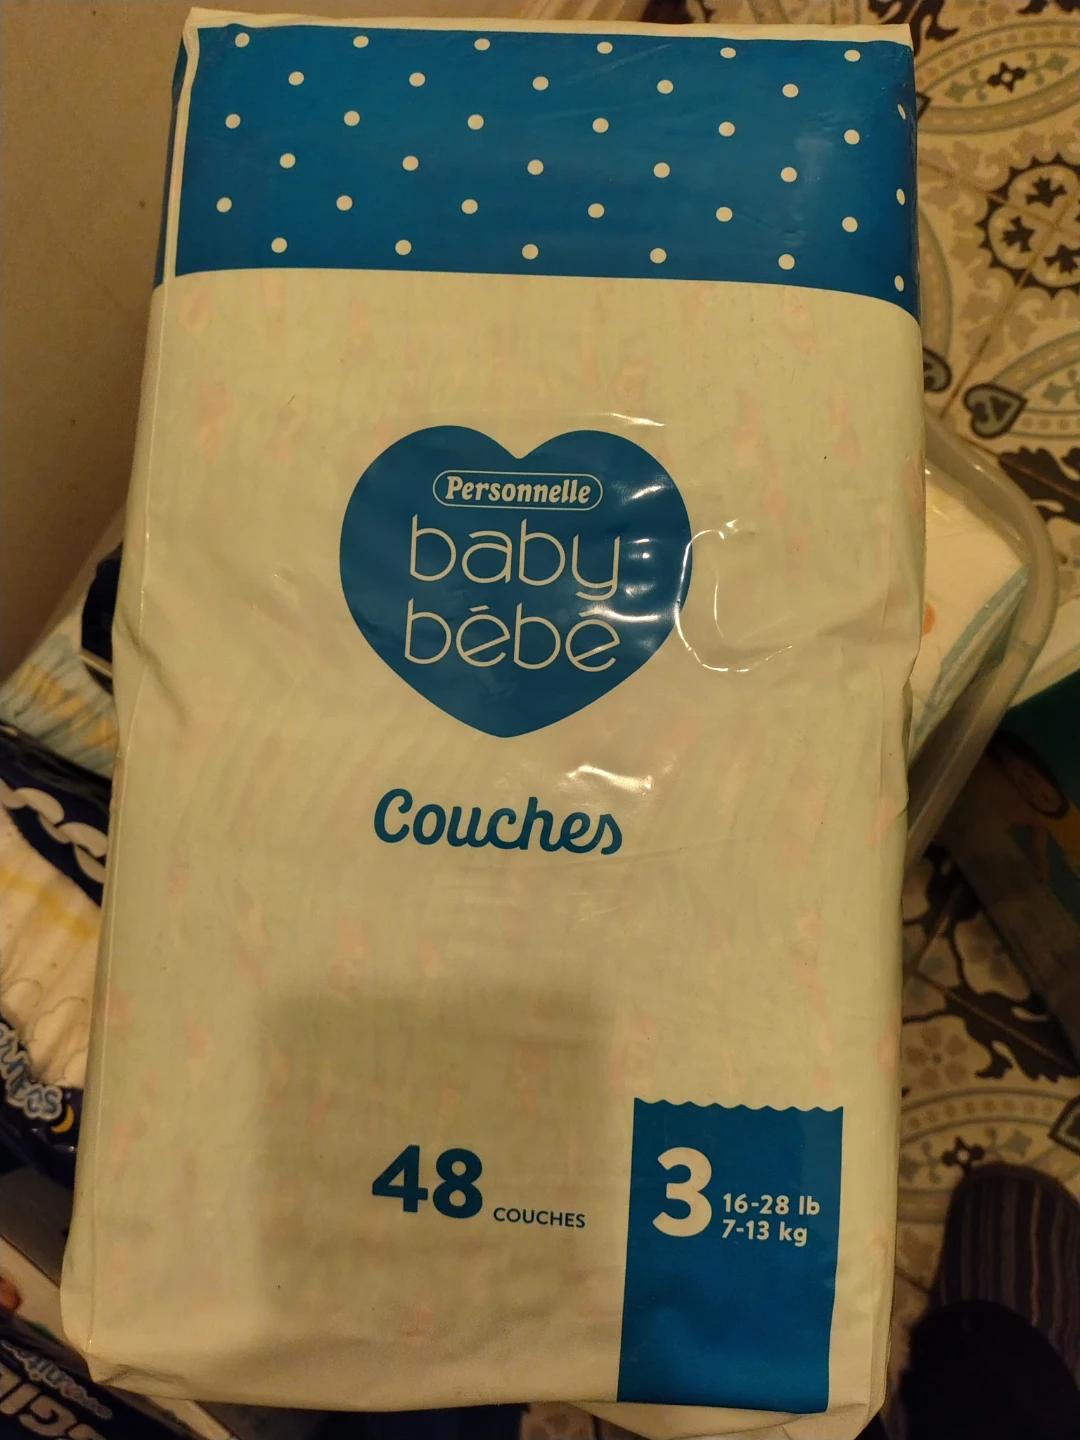 Personnelle
baby
bébé
Couches
48 COUCHES
3
16-28 lb
7-13 kg